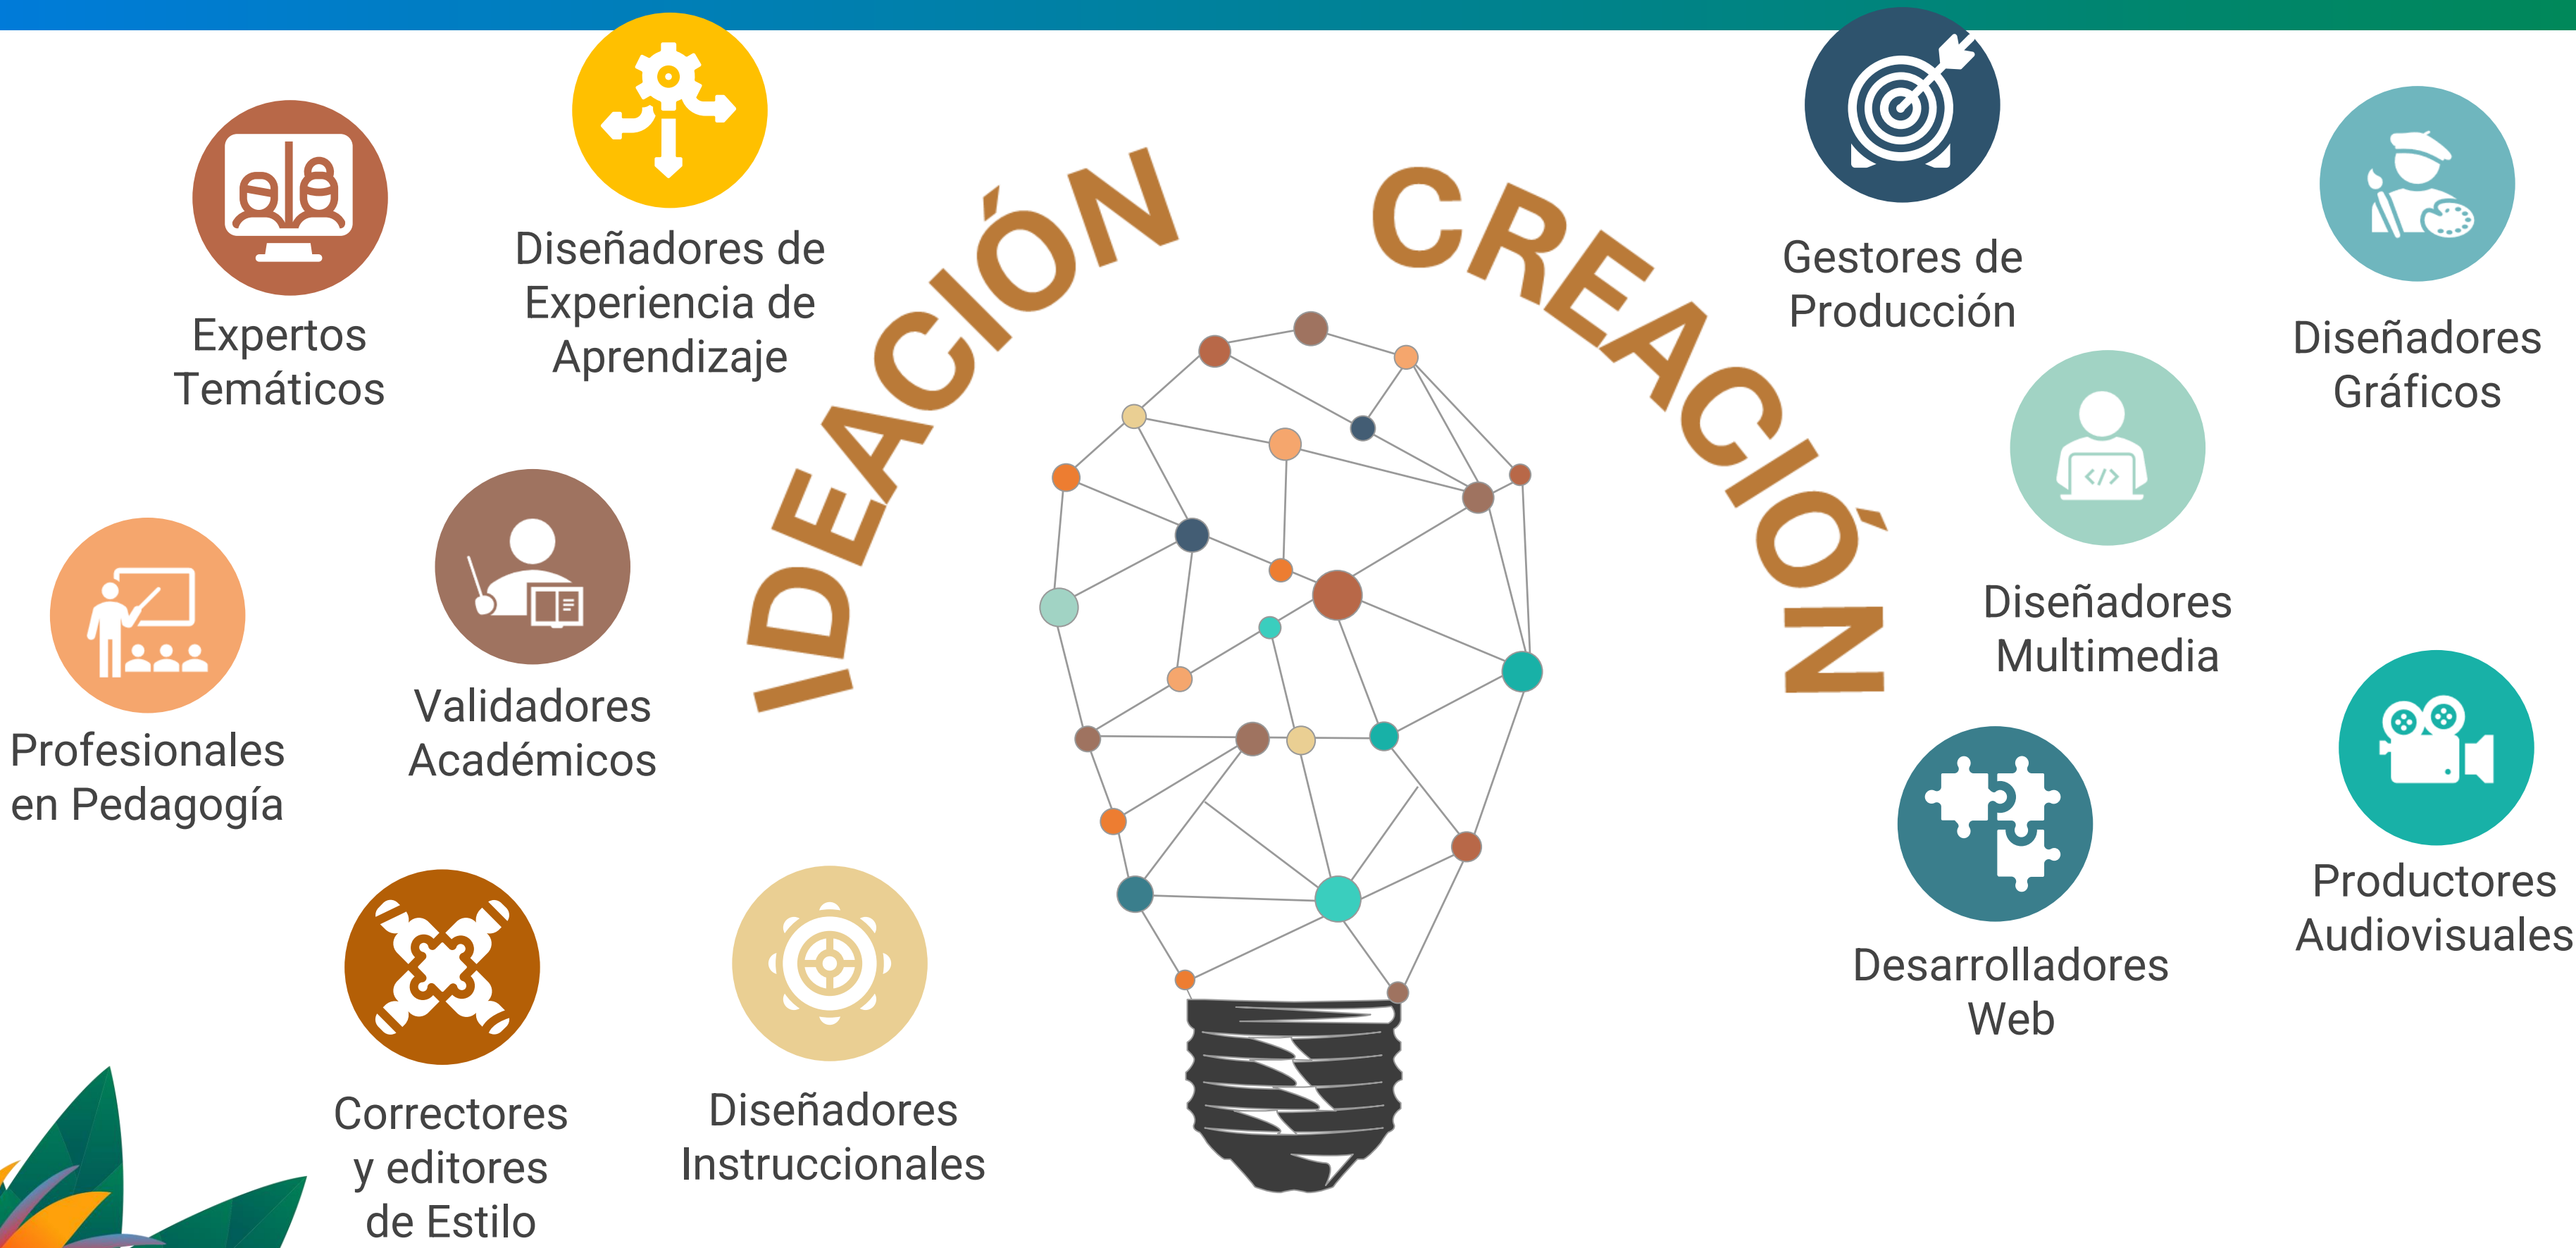 IDEACIÓN
CREACIÓN
Expertos
Temáticos
Diseñadores de
Experiencia de
Aprendizaje
Profesionales
en Pedagogía
Validadores
Académicos
Correctores
y editores
de Estilo
Diseñadores
Instruccionales
Gestores de
Producción
Diseñadores
Gráficos
Diseñadores
Multimedia
</>
Desarrolladores
Web
Productores
Audiovisuales